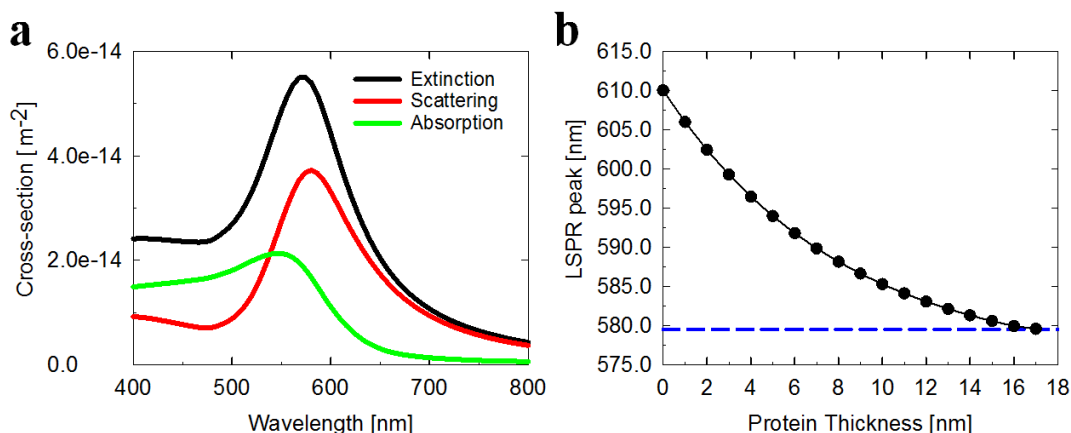 a
6.0e-14
4.0e-14
2.0e-14
0.0
Cross-section [m-2]
Extinction
Scattering
Absorption
400 500 600 700 800
Wavelength [nm]
b
615.0
610.0
605.0
600.0
595.0
590.0
585.0
580.0
575.0
LSPR peak [nm]
0 2 4 6 8 10 12 14 16 18
Protein Thickness [nm]